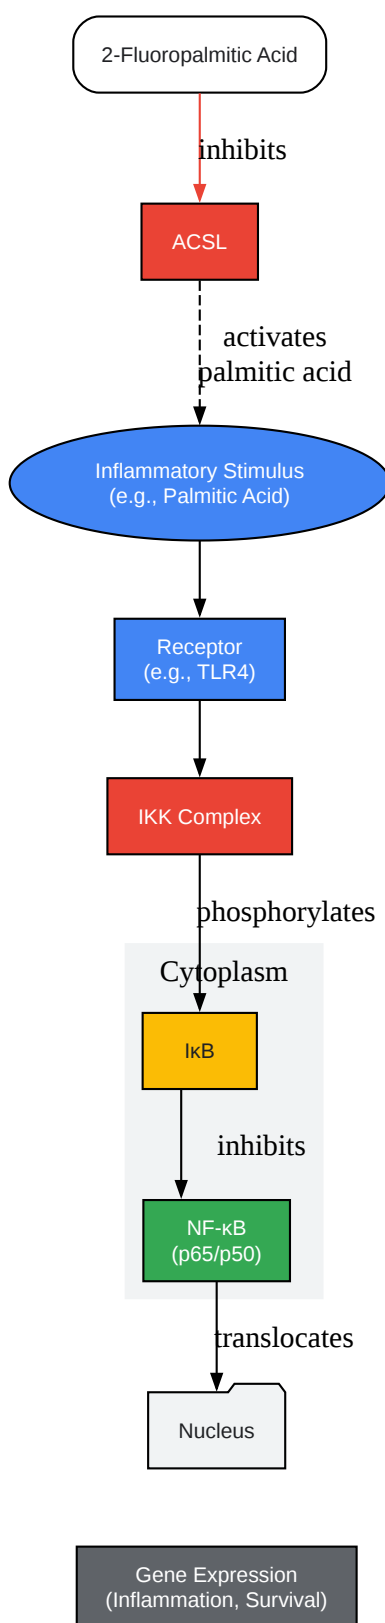 2-Fluoropalmitic Acid
inhibits
ACSL
activates
palmitic acid
Inflammatory Stimulus
(e.g., Palmitic Acid)
Receptor
(e.g., TLR4)
IKK Complex
phosphorylates
Cytoplasm
IκB
inhibits
NF-κB
(p65/p50)
translocates
Nucleus
Gene Expression
(Inflammation, Survival)